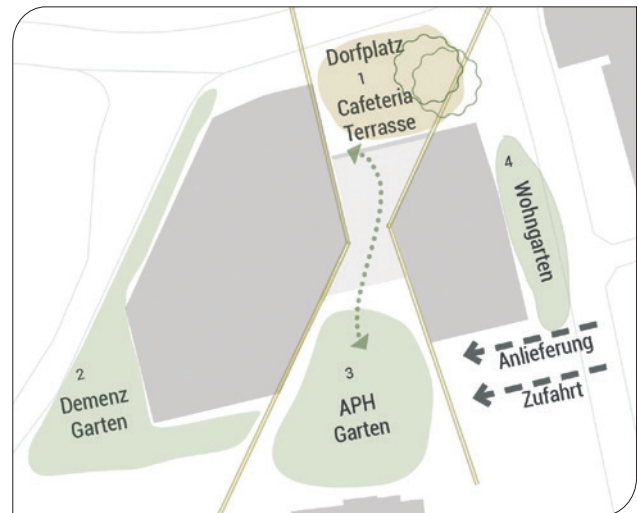 Dorfplatz
1
Cafeteria
Terrasse
4
Wohngarten
Anlieferung
Zufahrt
2
Demenz
Garten
3
APH
Garten